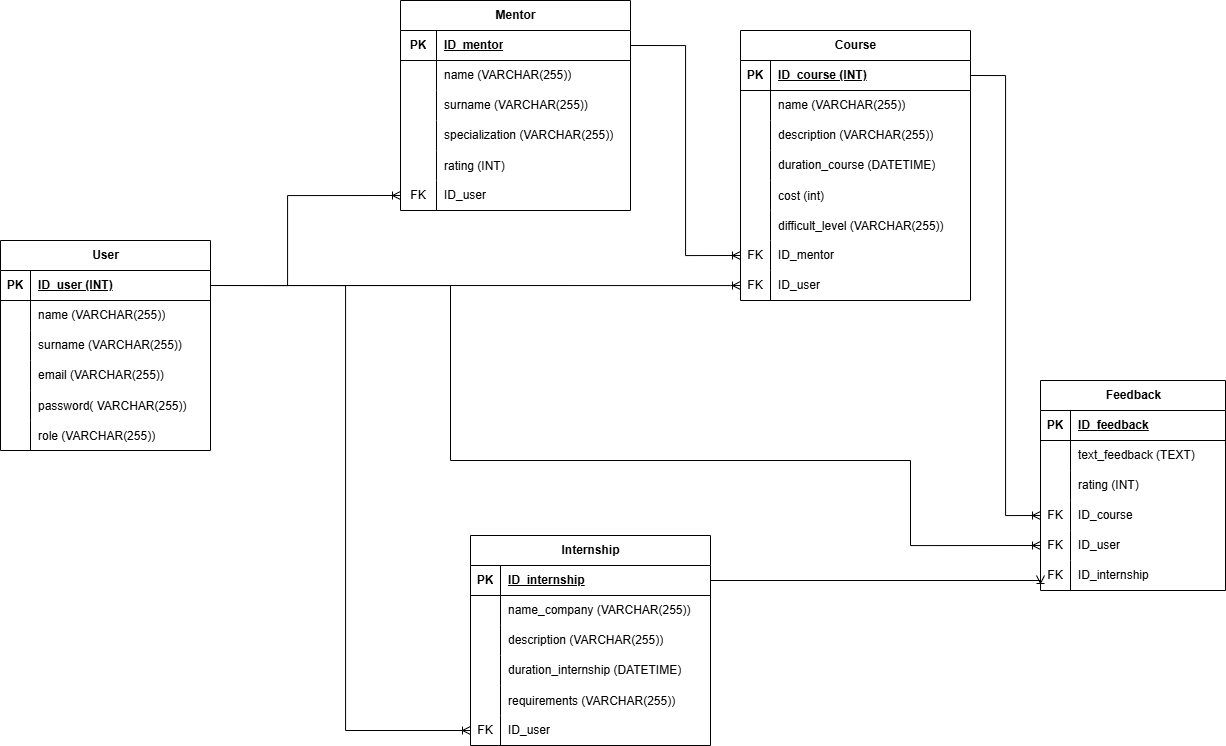 Mentor
PK ID_mentor
name (VARCHAR(255))
surname (VARCHAR(255))
specialization (VARCHAR(255))
rating (INT)
FK ID_user
Course
PK ID_course (INT)
name (VARCHAR(255))
description (VARCHAR(255))
duration_course (DATETIME)
cost (int)
difficult_level (VARCHAR(255))
FK ID_mentor
FK ID_user
User
PK ID_user (INT)
name (VARCHAR(255))
surname (VARCHAR(255))
email (VARCHAR(255))
password( VARCHAR(255))
role (VARCHAR(255))
Feedback
PK ID_feedback
text_feedback (TEXT)
rating (INT)
FK ID_course
FK ID_user
FK ID_internship
Internship
PK ID_internship
name_company (VARCHAR(255))
description (VARCHAR(255))
duration_internship (DATETIME)
requirements (VARCHAR(255))
FK ID_user